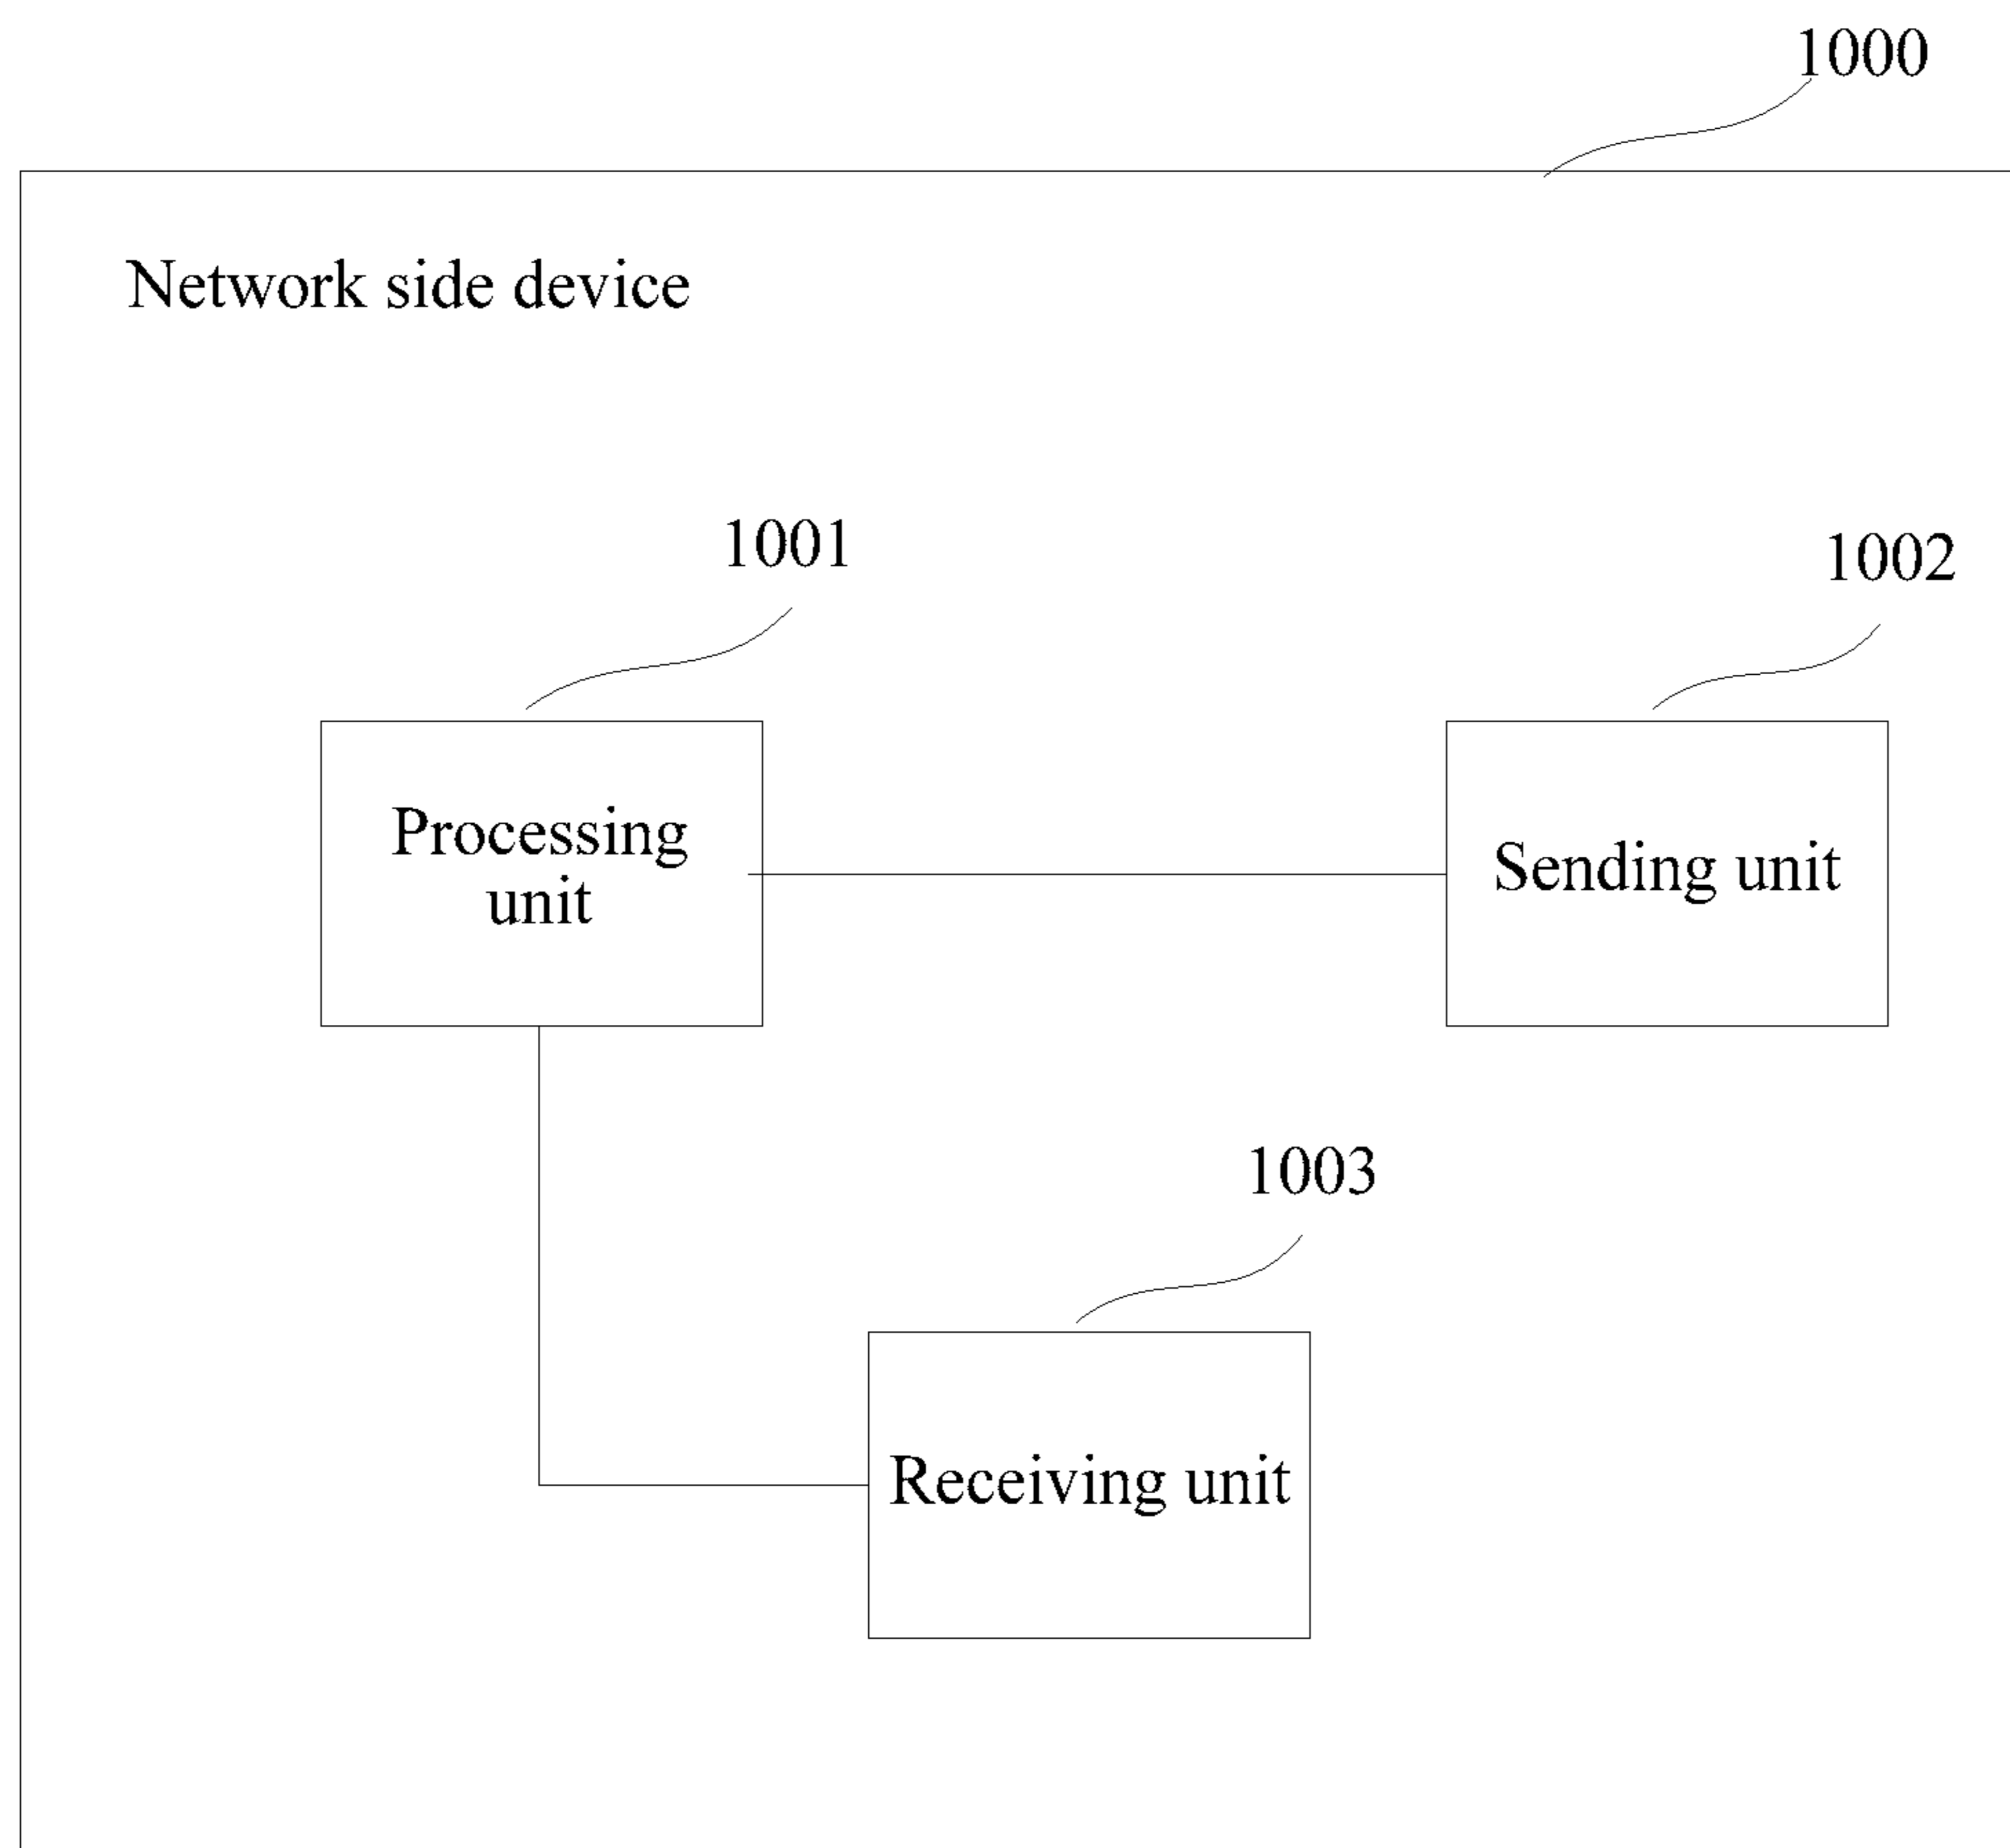 1000
Network side device
1001
1002
Processing
unit
Sending unit
1003
Receiving unit